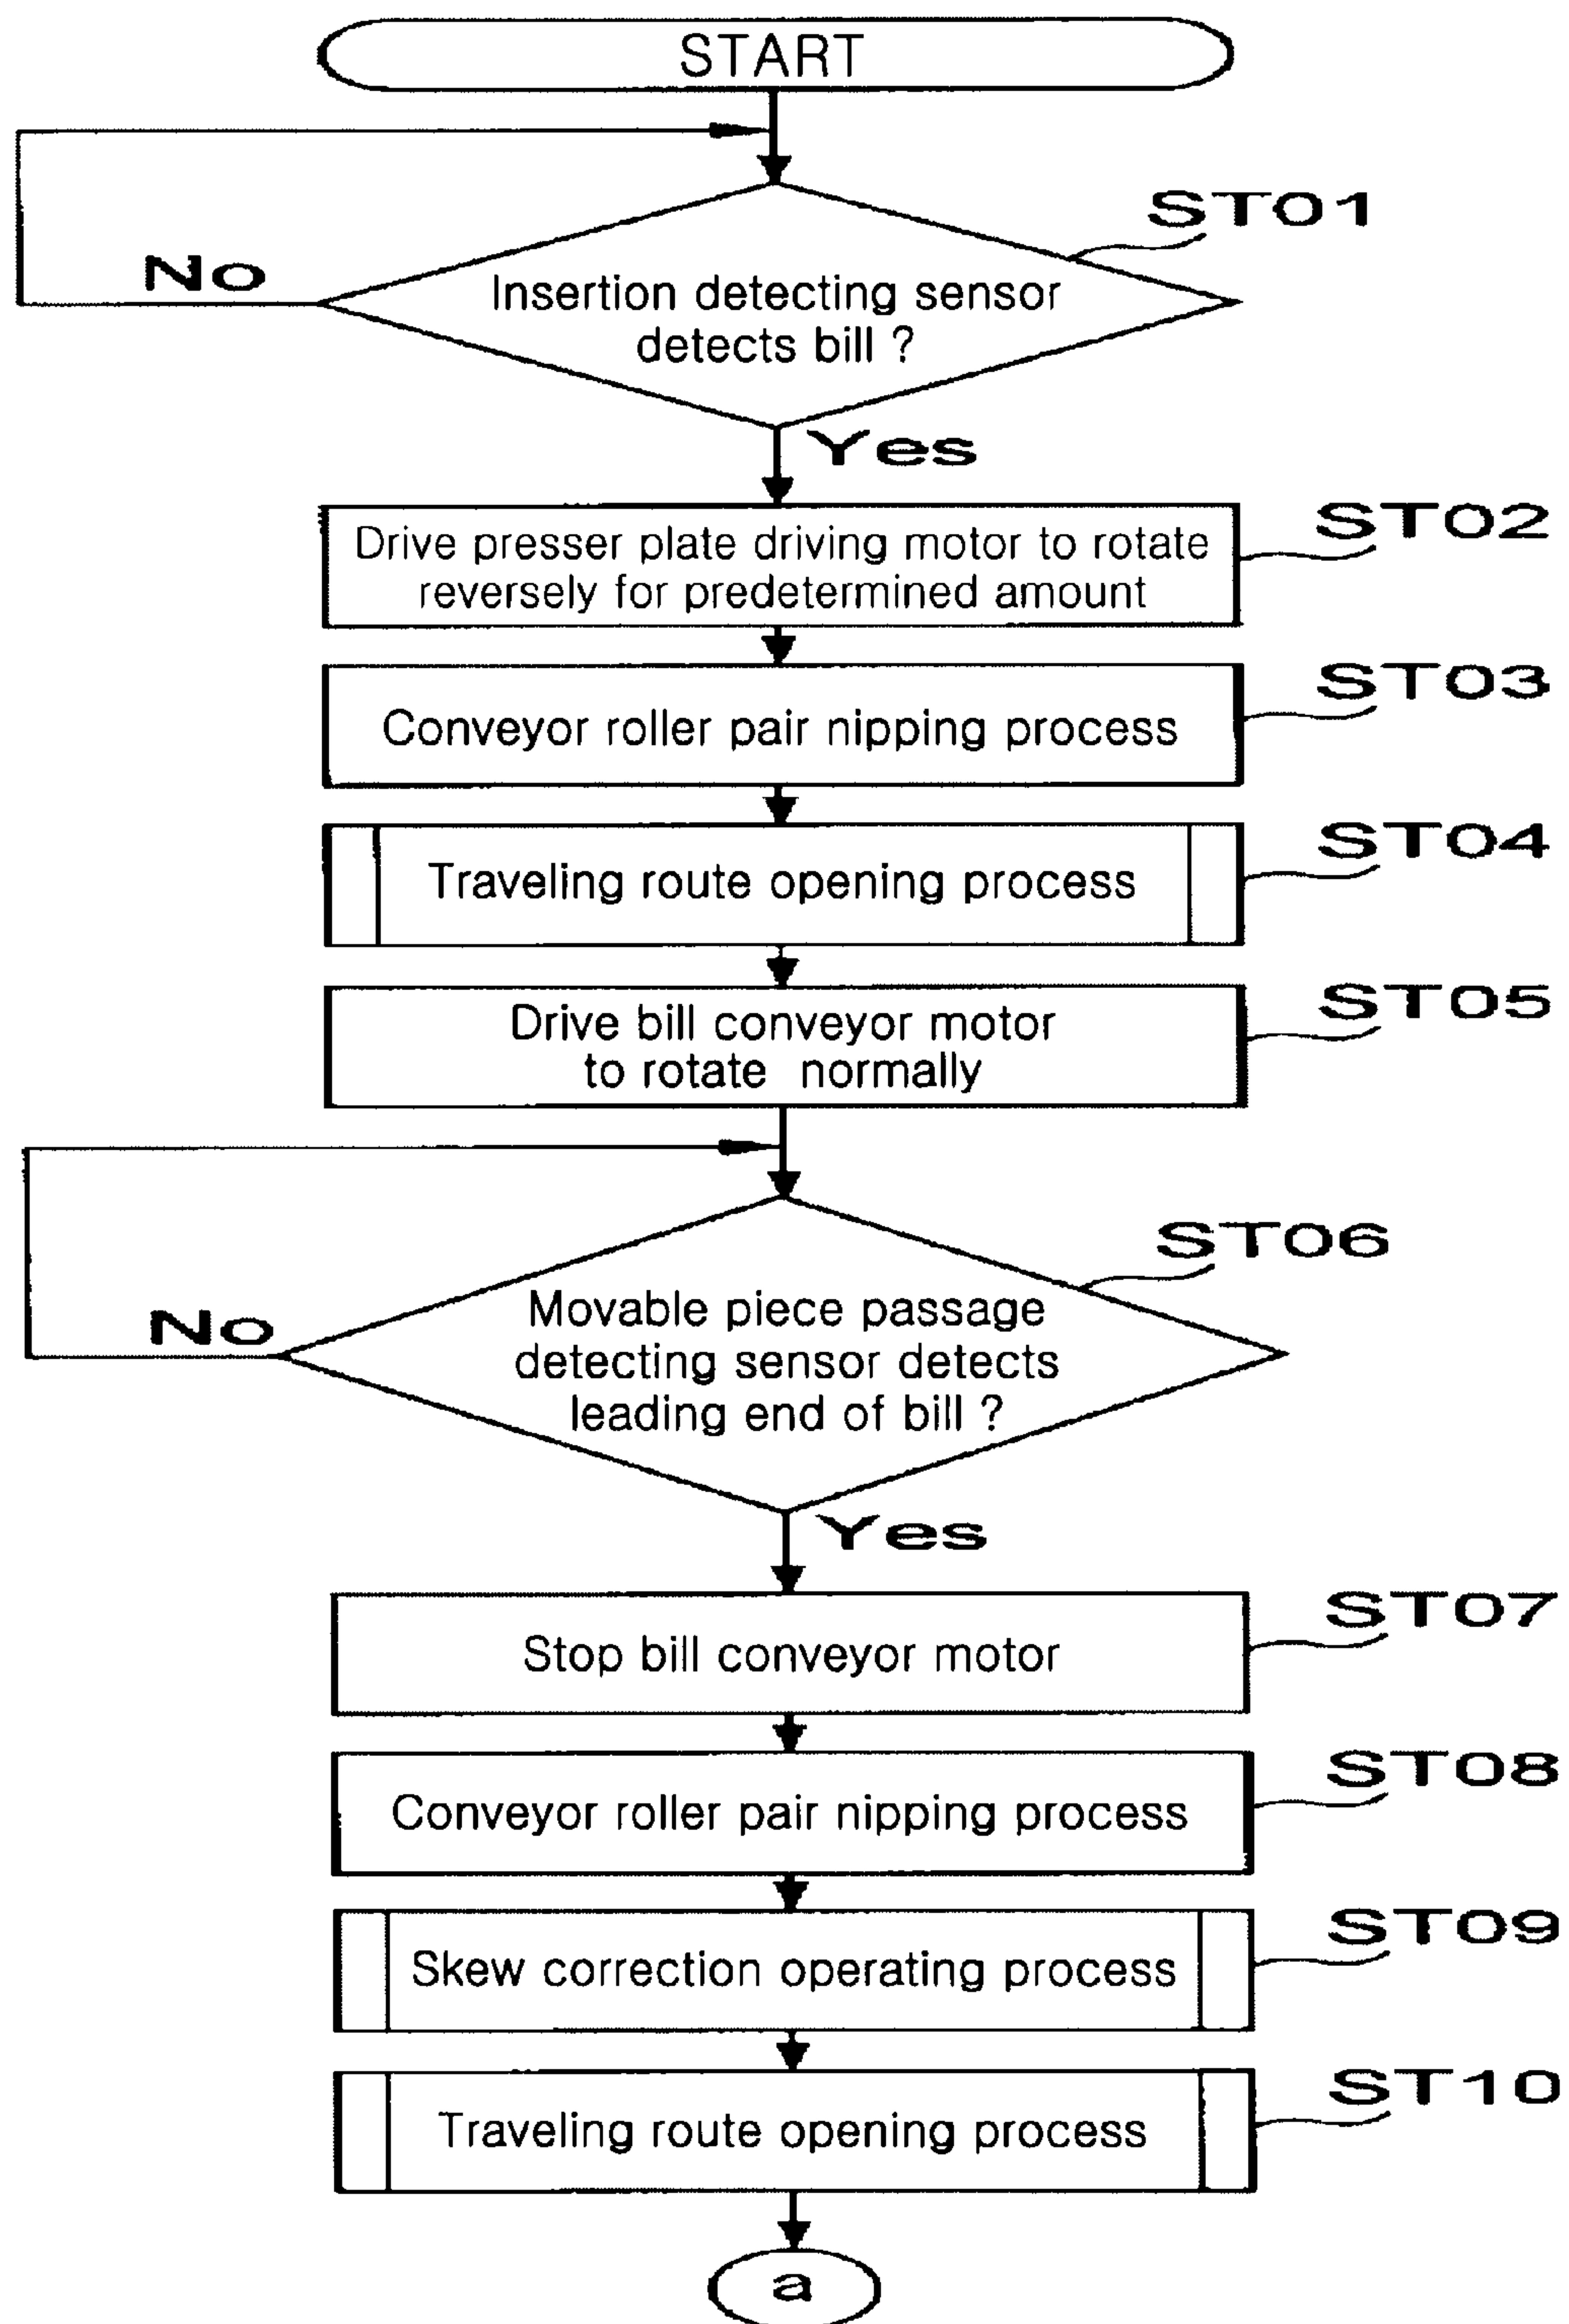 START
ST01
No
Insertion detecting sensor
detects bill ?
Yes
ST02
Drive presser plate driving motor to rotate
reversely for predetermined amount
ST03
Conveyor roller pair nipping process
ST04
Traveling route opening process
ST05
Drive bill conveyor motor
to rotate normally
ST06
No
Movable piece passage
detecting sensor detects
leading end of bill ?
Yes
ST07
Stop bill conveyor motor
ST08
Conveyor roller pair nipping process
ST09
Skew correction operating process
ST10
Traveling route opening process
a